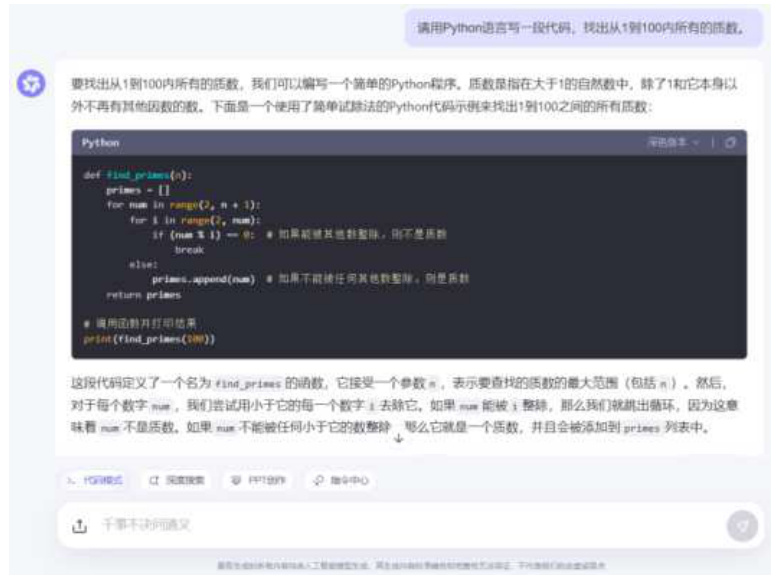 请用Python语言写一段代码，找出从1到100内所有的质数。
要找出从1到100内所有的质数，我们可以编写一个简单的Python程序。质数是指在大于1的自然数中，除了1和它本身以
外不再有其他因数的数。下面是一个使用了简单试除法的Python代码示例来找出1到100之间的所有质数：
Python 深色版本
def find_primes(n):
    primes = []
    for num in range(2, n + 1):
        for i in range(2, num):
            if (num % i) == 0:  # 如果能被其他数整除，则不是质数
                break
        else:
            primes.append(num)  # 如果不能被任何其他数整除，则是质数
    return primes
# 调用函数并打印结果
print(find_primes(100))
这段代码定义了一个名为 find_primes 的函数，它接受一个参数 n ，表示要查找的质数的最大范围（包括 n ）。然后，
对于每个数字 num ，我们尝试用小于它的每一个数字 i 去除它。如果 num 能被 i 整除，那么我们就跳出循环，因为这意
味着 num 不是质数。如果 num 不能被任何小于它的数整除 那么它就是一个质数，并且会被添加到 primes 列表中。
代码模式 深度搜索 PPT创作 指令中心
千事不决问通义